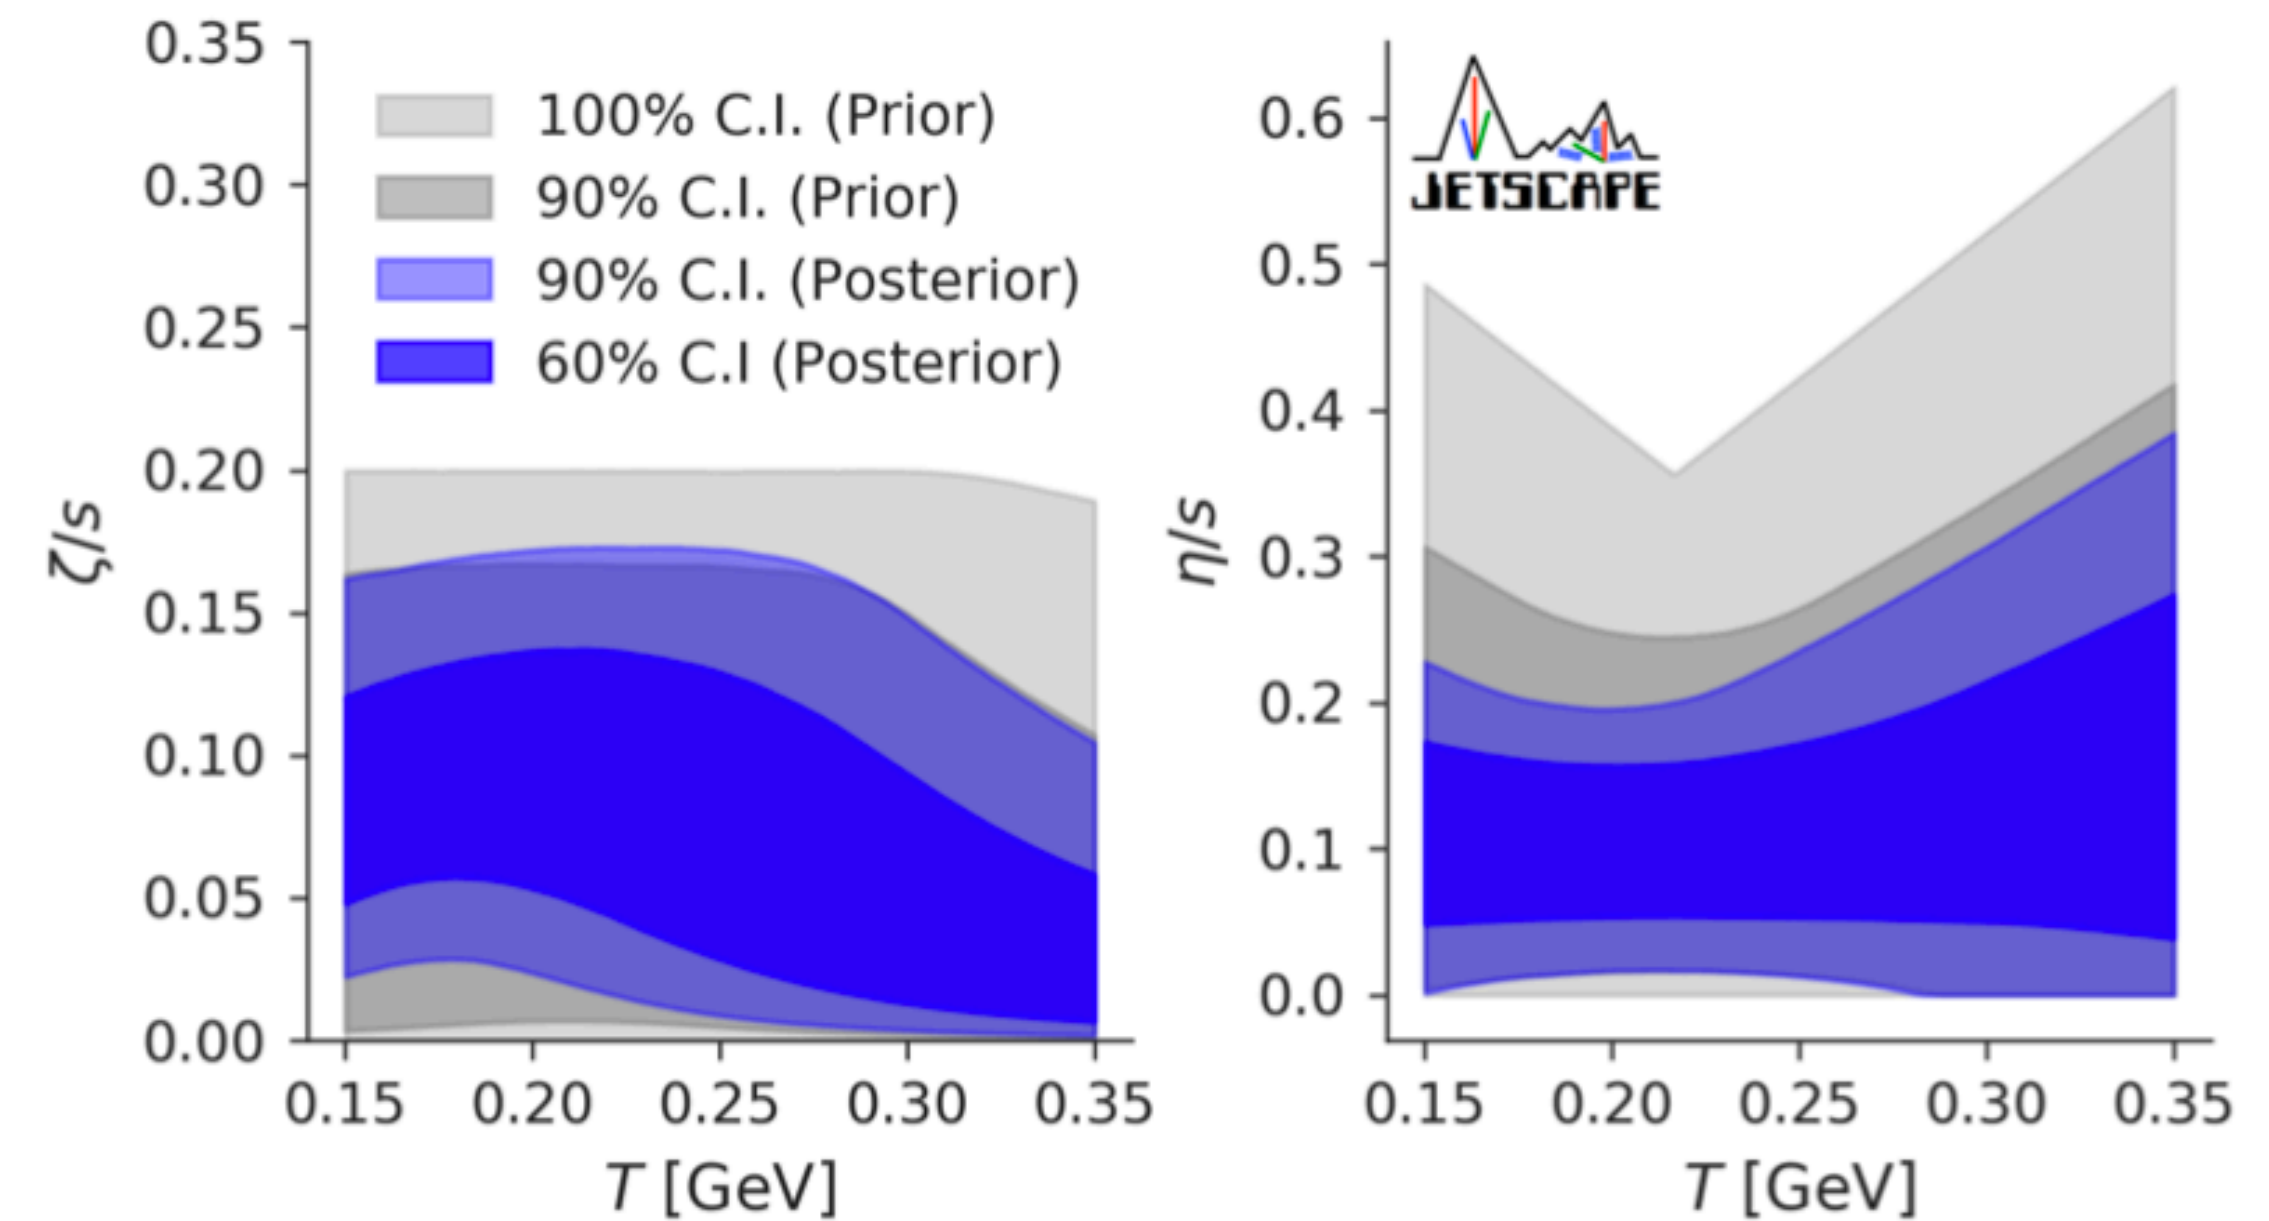 0.35
0.30
0.25
0.20
0.15
0.10
0.05
0.00
ζ/s
100% C.I. (Prior)
90% C.I. (Prior)
90% C.I. (Posterior)
60% C.I (Posterior)
0.15 0.20 0.25 0.30 0.35
T [GeV]
JETSCAPE
0.6
0.5
0.4
0.3
0.2
0.1
0.0
η/s
0.15 0.20 0.25 0.30 0.35
T [GeV]